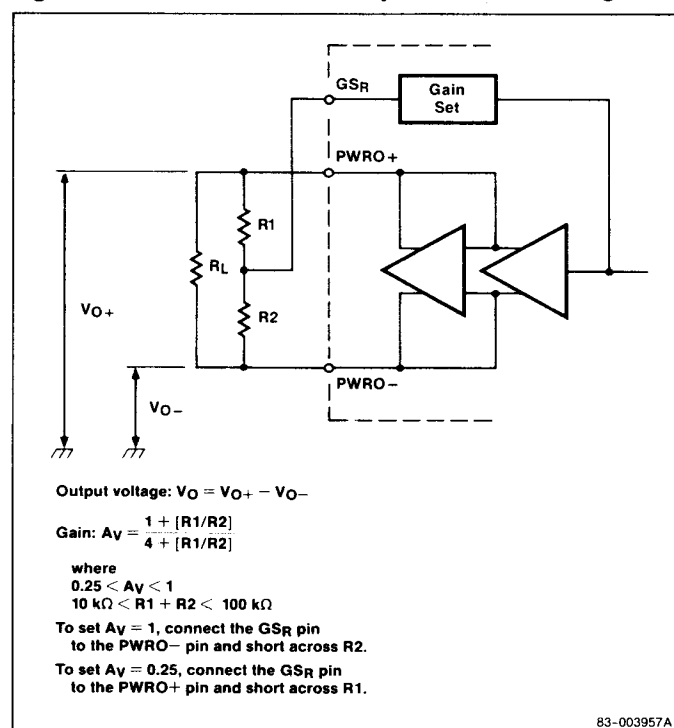 GSR
Gain
Set
PWRO+
R1
RL
R2
VO+
PWRO−
VO−
Output voltage: VO = VO+ − VO−
Gain: AV = 1 + [R1/R2]
4 + [R1/R2]
where
0.25 < AV < 1
10 kΩ < R1 + R2 < 100 kΩ
To set AV = 1, connect the GSR pin
to the PWRO− pin and short across R2.
To set AV = 0.25, connect the GSR pin
to the PWRO+ pin and short across R1.
83-003957A